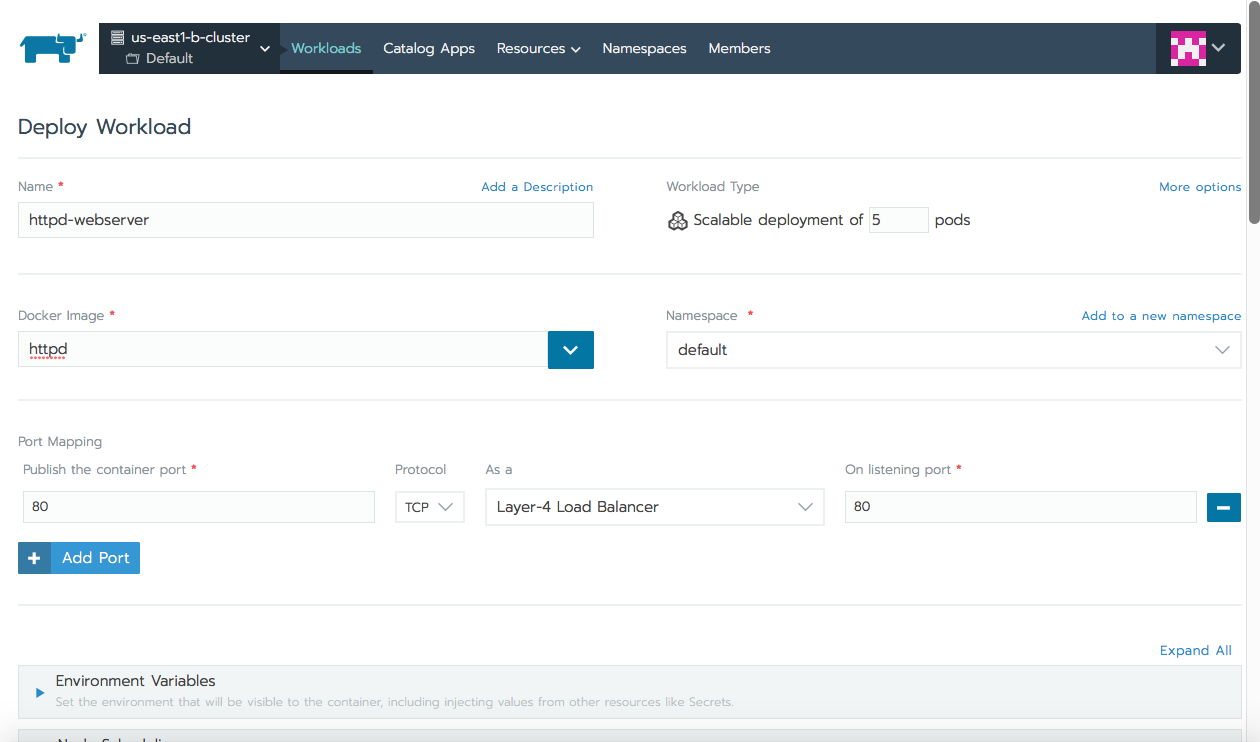 us-east1-b-cluster
Default
Workloads
Catalog Apps
Resources
Namespaces
Members
Deploy Workload
Name *
Add a Description
Workload Type
More options
httpd-webserver
Scalable deployment of 5 pods
Docker Image *
Namespace *
Add to a new namespace
httpd
default
Port Mapping
Publish the container port *
Protocol
As a
On listening port *
80
TCP
Layer-4 Load Balancer
80
+ Add Port
Expand All
Environment Variables
Set the environment that will be visible to the container, including injecting values from other resources like Secrets.